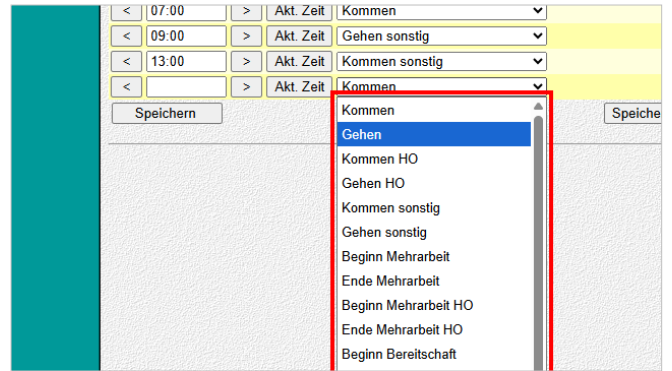 < 07:00 > Akt. Zeit Kommen
< 09:00 > Akt. Zeit Gehen sonstig
< 13:00 > Akt. Zeit Kommen sonstig
< > Akt. Zeit Kommen
Speichern Speiche
Kommen
Gehen
Kommen HO
Gehen HO
Kommen sonstig
Gehen sonstig
Beginn Mehrarbeit
Ende Mehrarbeit
Beginn Mehrarbeit HO
Ende Mehrarbeit HO
Beginn Bereitschaft